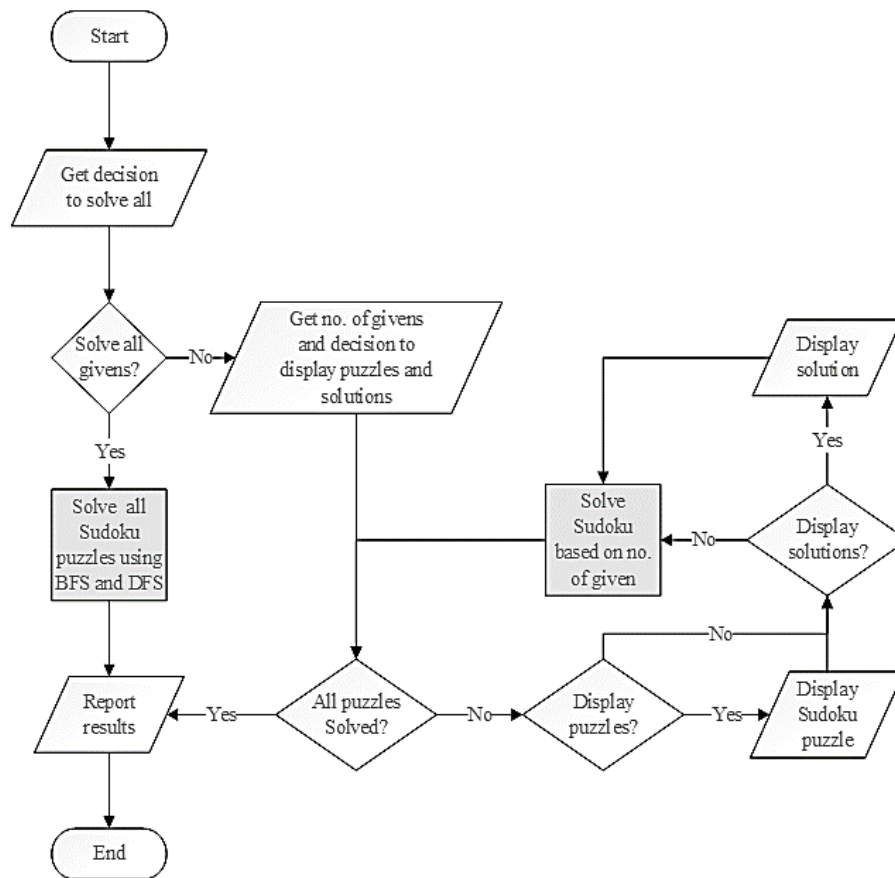 Start
Get decision
to solve all
Solve all
givens?
No
Get no. of givens
and decision to
display puzzles and
solutions
Display
solution
Yes
Yes
Solve all
Sudoku
puzzles using
BFS and DFS
Solve
Sudoku
based on no.
of given
No
Display
solutions?
No
Report
results
Yes
All puzzles
Solved?
No
Display
puzzles?
Yes
Display
Sudoku
puzzle
End